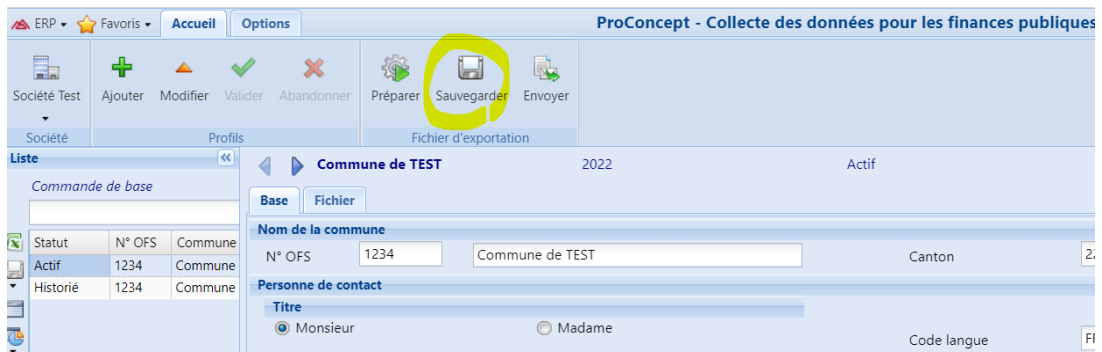 ERP Favoris Accueil Options ProConcept - Collecte des données pour les finances publiques
Société Test Ajouter Modifier Valider Abandonner Préparer Sauvegarder Envoyer
Société Profils Fichier d'exportation
Liste
Commande de base
Commune de TEST 2022 Actif
Base Fichier
Statut N° OFS Commune
Actif 1234 Commune
Historié 1234 Commune
Nom de la commune
N° OFS 1234 Commune de TEST Canton
Personne de contact
Titre
Monsieur Madame
Code langue